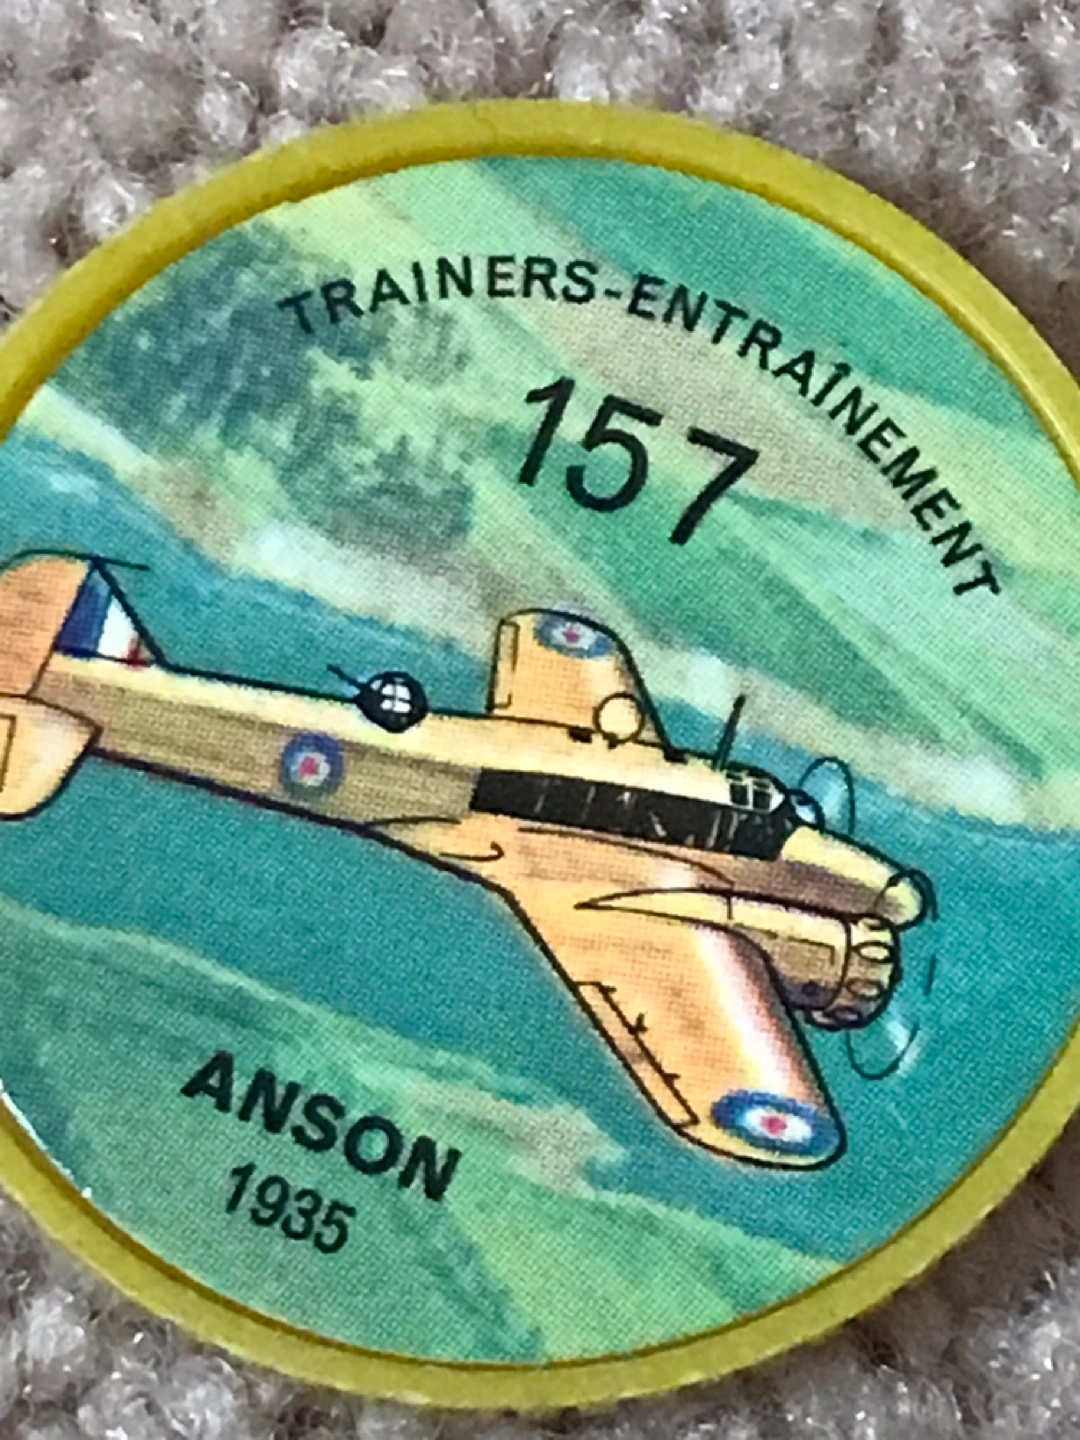 TRAINERS-ENTRAÎNEMENT
157
ANSON
1935